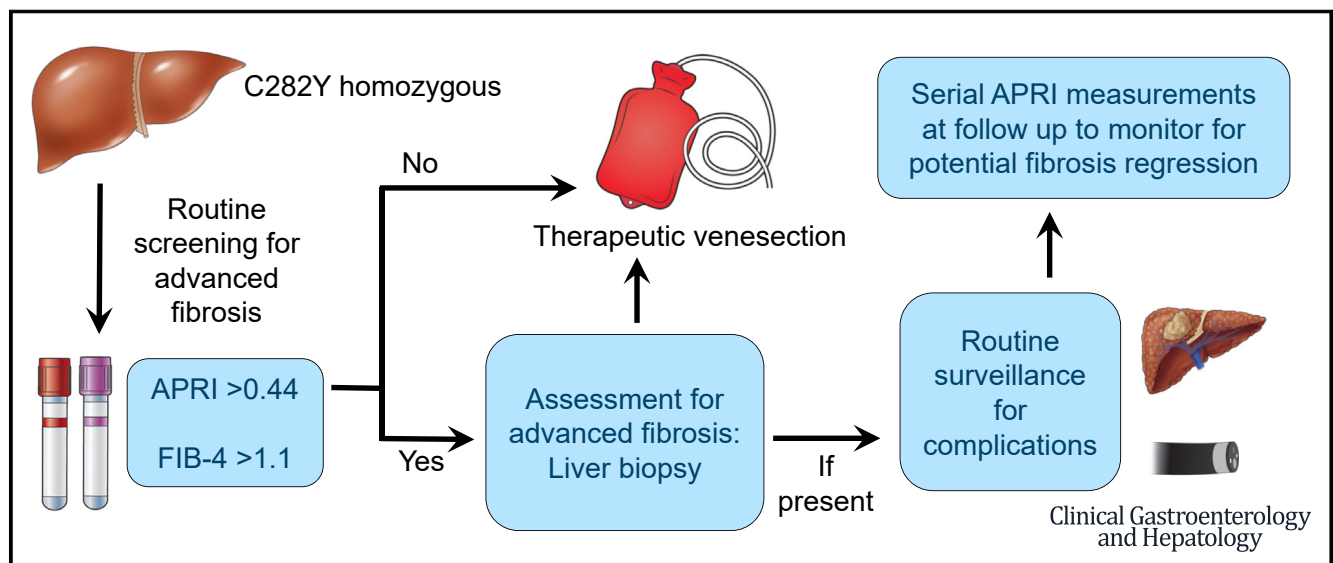 C282Y homozygous
Routine
screening for
advanced
fibrosis
APRI >0.44
FIB-4 >1.1
No
Yes
Therapeutic venesection
Assessment for
advanced fibrosis:
Liver biopsy
If
present
Routine
surveillance
for
complications
Serial APRI measurements
at follow up to monitor for
potential fibrosis regression
Clinical Gastroenterology
and Hepatology